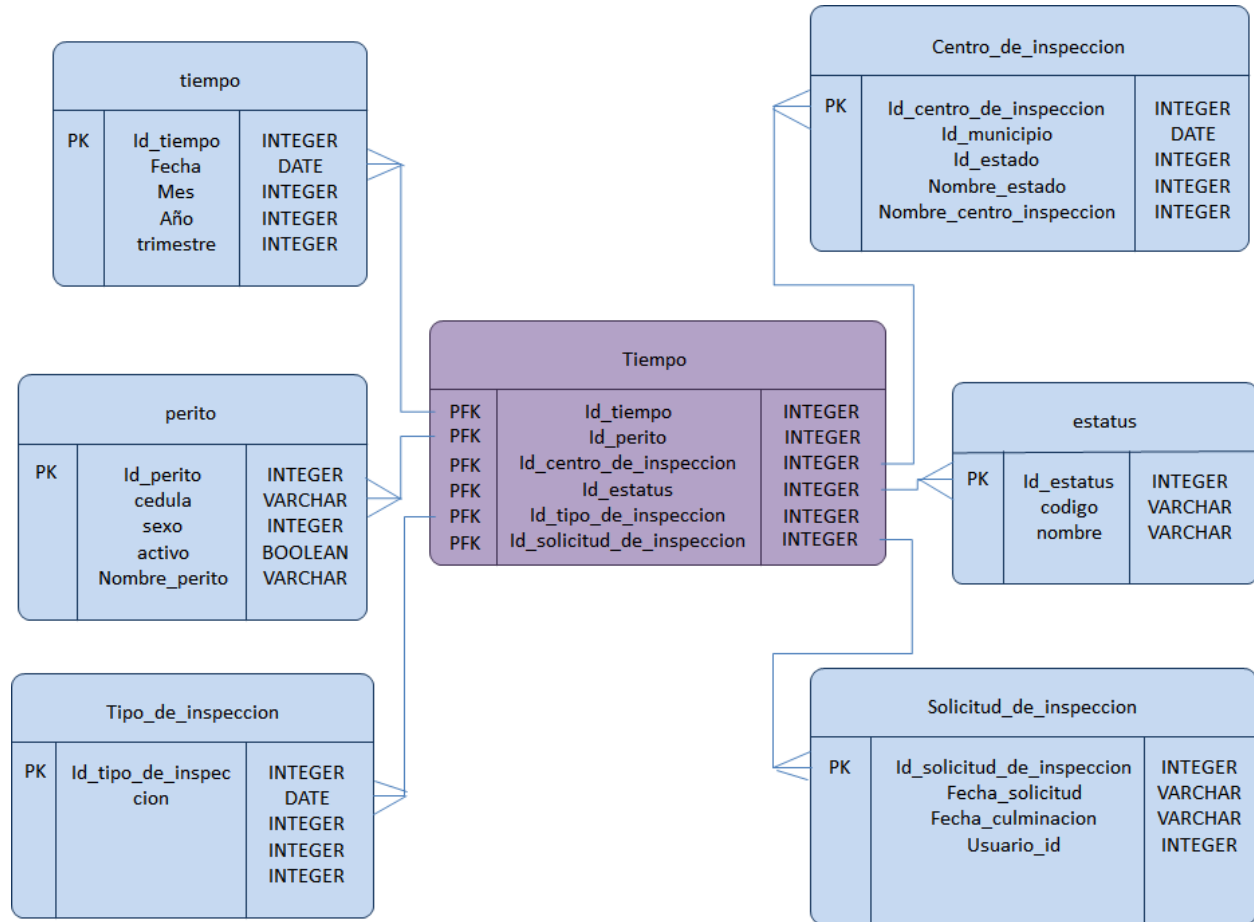 tiempo
PK Id_tiempo INTEGER
Fecha DATE
Mes INTEGER
Año INTEGER
trimestre INTEGER
Centro_de_inspeccion
PK Id_centro_de_inspeccion INTEGER
Id_municipio DATE
Id_estado INTEGER
Nombre_estado INTEGER
Nombre_centro_inspeccion INTEGER
perito
PK Id_perito INTEGER
cedula VARCHAR
sexo INTEGER
activo BOOLEAN
Nombre_perito VARCHAR
Tiempo
PFK Id_tiempo INTEGER
PFK Id_perito INTEGER
PFK Id_centro_de_inspeccion INTEGER
PFK Id_estatus INTEGER
PFK Id_tipo_de_inspeccion INTEGER
PFK Id_solicitud_de_inspeccion INTEGER
estatus
PK Id_estatus INTEGER
codigo VARCHAR
nombre VARCHAR
Tipo_de_inspeccion
PK Id_tipo_de_inspec INTEGER
cion DATE
INTEGER
INTEGER
INTEGER
Solicitud_de_inspeccion
PK Id_solicitud_de_inspeccion INTEGER
Fecha_solicitud VARCHAR
Fecha_culminacion VARCHAR
Usuario_id INTEGER